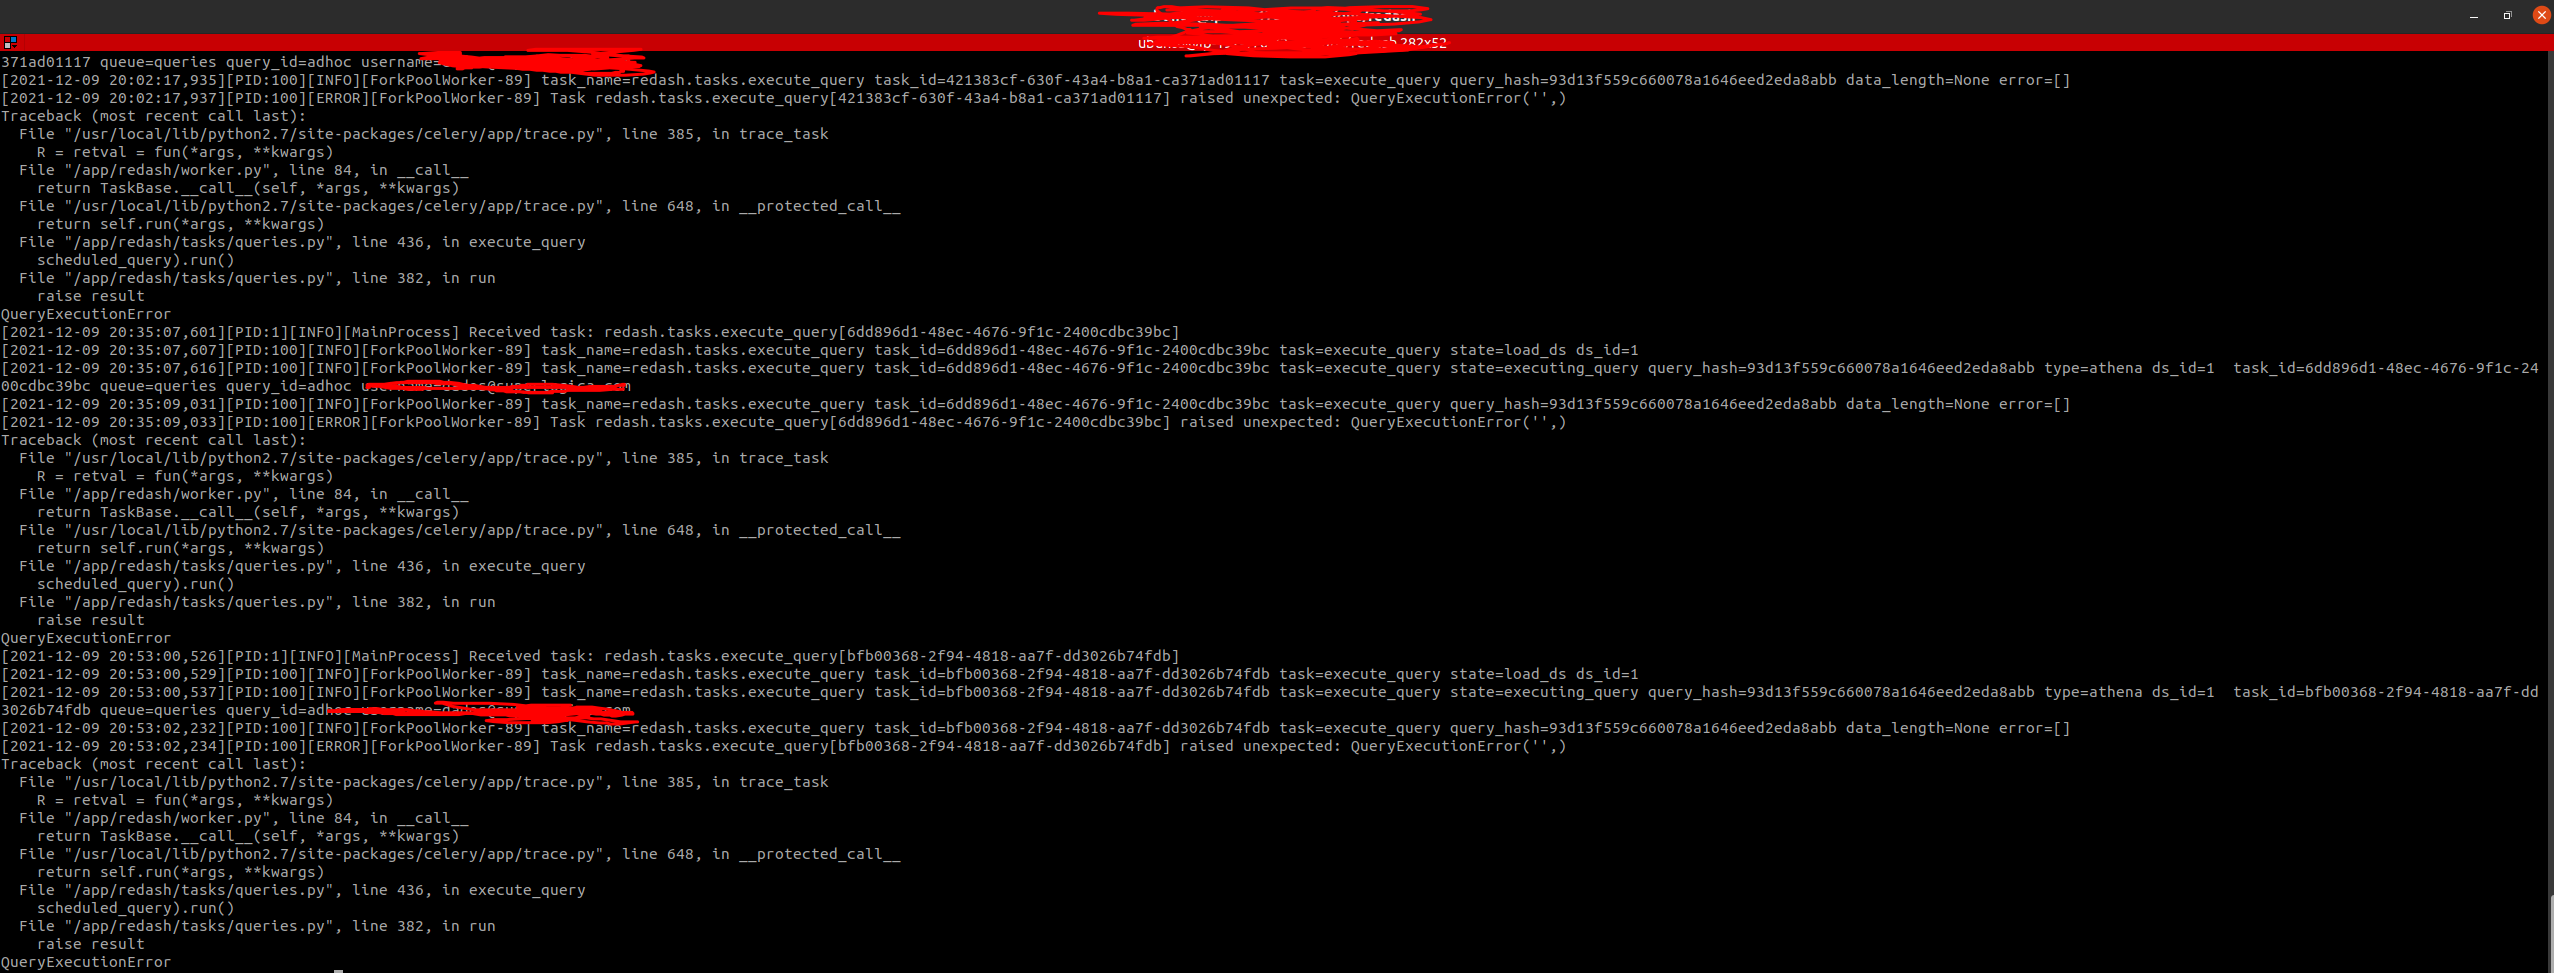 282x52
371ad01117 queue=queries query_id=adhoc username=
[2021-12-09 20:02:17,935][PID:100][INFO][ForkPoolWorker-89] task_name=redash.tasks.execute_query task_id=421383cf-630f-43a4-b8a1-ca371ad01117 task=execute_query query_hash=93d13f559c660078a1646eed2eda8abb data_length=None error=[]
[2021-12-09 20:02:17,937][PID:100][ERROR][ForkPoolWorker-89] Task redash.tasks.execute_query[421383cf-630f-43a4-b8a1-ca371ad01117] raised unexpected: QueryExecutionError('',)
Traceback (most recent call last):
  File "/usr/local/lib/python2.7/site-packages/celery/app/trace.py", line 385, in trace_task
    R = retval = fun(*args, **kwargs)
  File "/app/redash/worker.py", line 84, in __call__
    return TaskBase.__call__(self, *args, **kwargs)
  File "/usr/local/lib/python2.7/site-packages/celery/app/trace.py", line 648, in __protected_call__
    return self.run(*args, **kwargs)
  File "/app/redash/tasks/queries.py", line 436, in execute_query
    scheduled_query).run()
  File "/app/redash/tasks/queries.py", line 382, in run
    raise result
QueryExecutionError
[2021-12-09 20:35:07,601][PID:1][INFO][MainProcess] Received task: redash.tasks.execute_query[6dd896d1-48ec-4676-9f1c-2400cdbc39bc]
[2021-12-09 20:35:07,607][PID:100][INFO][ForkPoolWorker-89] task_name=redash.tasks.execute_query task_id=6dd896d1-48ec-4676-9f1c-2400cdbc39bc task=execute_query state=load_ds ds_id=1
[2021-12-09 20:35:07,616][PID:100][INFO][ForkPoolWorker-89] task_name=redash.tasks.execute_query task_id=6dd896d1-48ec-4676-9f1c-2400cdbc39bc task=execute_query state=executing_query query_hash=93d13f559c660078a1646eed2eda8abb type=athena ds_id=1  task_id=6dd896d1-48ec-4676-9f1c-24
00cdbc39bc queue=queries query_id=adhoc
[2021-12-09 20:35:09,031][PID:100][INFO][ForkPoolWorker-89] task_name=redash.tasks.execute_query task_id=6dd896d1-48ec-4676-9f1c-2400cdbc39bc task=execute_query query_hash=93d13f559c660078a1646eed2eda8abb data_length=None error=[]
[2021-12-09 20:35:09,033][PID:100][ERROR][ForkPoolWorker-89] Task redash.tasks.execute_query[6dd896d1-48ec-4676-9f1c-2400cdbc39bc] raised unexpected: QueryExecutionError('',)
Traceback (most recent call last):
  File "/usr/local/lib/python2.7/site-packages/celery/app/trace.py", line 385, in trace_task
    R = retval = fun(*args, **kwargs)
  File "/app/redash/worker.py", line 84, in __call__
    return TaskBase.__call__(self, *args, **kwargs)
  File "/usr/local/lib/python2.7/site-packages/celery/app/trace.py", line 648, in __protected_call__
    return self.run(*args, **kwargs)
  File "/app/redash/tasks/queries.py", line 436, in execute_query
    scheduled_query).run()
  File "/app/redash/tasks/queries.py", line 382, in run
    raise result
QueryExecutionError
[2021-12-09 20:53:00,526][PID:1][INFO][MainProcess] Received task: redash.tasks.execute_query[bfb00368-2f94-4818-aa7f-dd3026b74fdb]
[2021-12-09 20:53:00,529][PID:100][INFO][ForkPoolWorker-89] task_name=redash.tasks.execute_query task_id=bfb00368-2f94-4818-aa7f-dd3026b74fdb task=execute_query state=load_ds ds_id=1
[2021-12-09 20:53:00,537][PID:100][INFO][ForkPoolWorker-89] task_name=redash.tasks.execute_query task_id=bfb00368-2f94-4818-aa7f-dd3026b74fdb task=execute_query state=executing_query query_hash=93d13f559c660078a1646eed2eda8abb type=athena ds_id=1  task_id=bfb00368-2f94-4818-aa7f-dd
3026b74fdb queue=queries query_id=adhoc
[2021-12-09 20:53:02,232][PID:100][INFO][ForkPoolWorker-89] task_name=redash.tasks.execute_query task_id=bfb00368-2f94-4818-aa7f-dd3026b74fdb task=execute_query query_hash=93d13f559c660078a1646eed2eda8abb data_length=None error=[]
[2021-12-09 20:53:02,234][PID:100][ERROR][ForkPoolWorker-89] Task redash.tasks.execute_query[bfb00368-2f94-4818-aa7f-dd3026b74fdb] raised unexpected: QueryExecutionError('',)
Traceback (most recent call last):
  File "/usr/local/lib/python2.7/site-packages/celery/app/trace.py", line 385, in trace_task
    R = retval = fun(*args, **kwargs)
  File "/app/redash/worker.py", line 84, in __call__
    return TaskBase.__call__(self, *args, **kwargs)
  File "/usr/local/lib/python2.7/site-packages/celery/app/trace.py", line 648, in __protected_call__
    return self.run(*args, **kwargs)
  File "/app/redash/tasks/queries.py", line 436, in execute_query
    scheduled_query).run()
  File "/app/redash/tasks/queries.py", line 382, in run
    raise result
QueryExecutionError